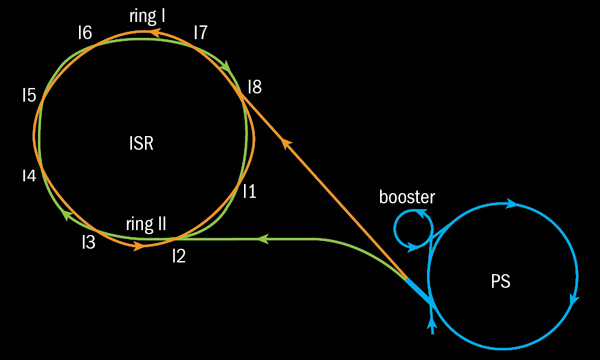 ring I
I6
I7
I5
I8
ISR
I4
I1
booster
ring II
I3
I2
PS